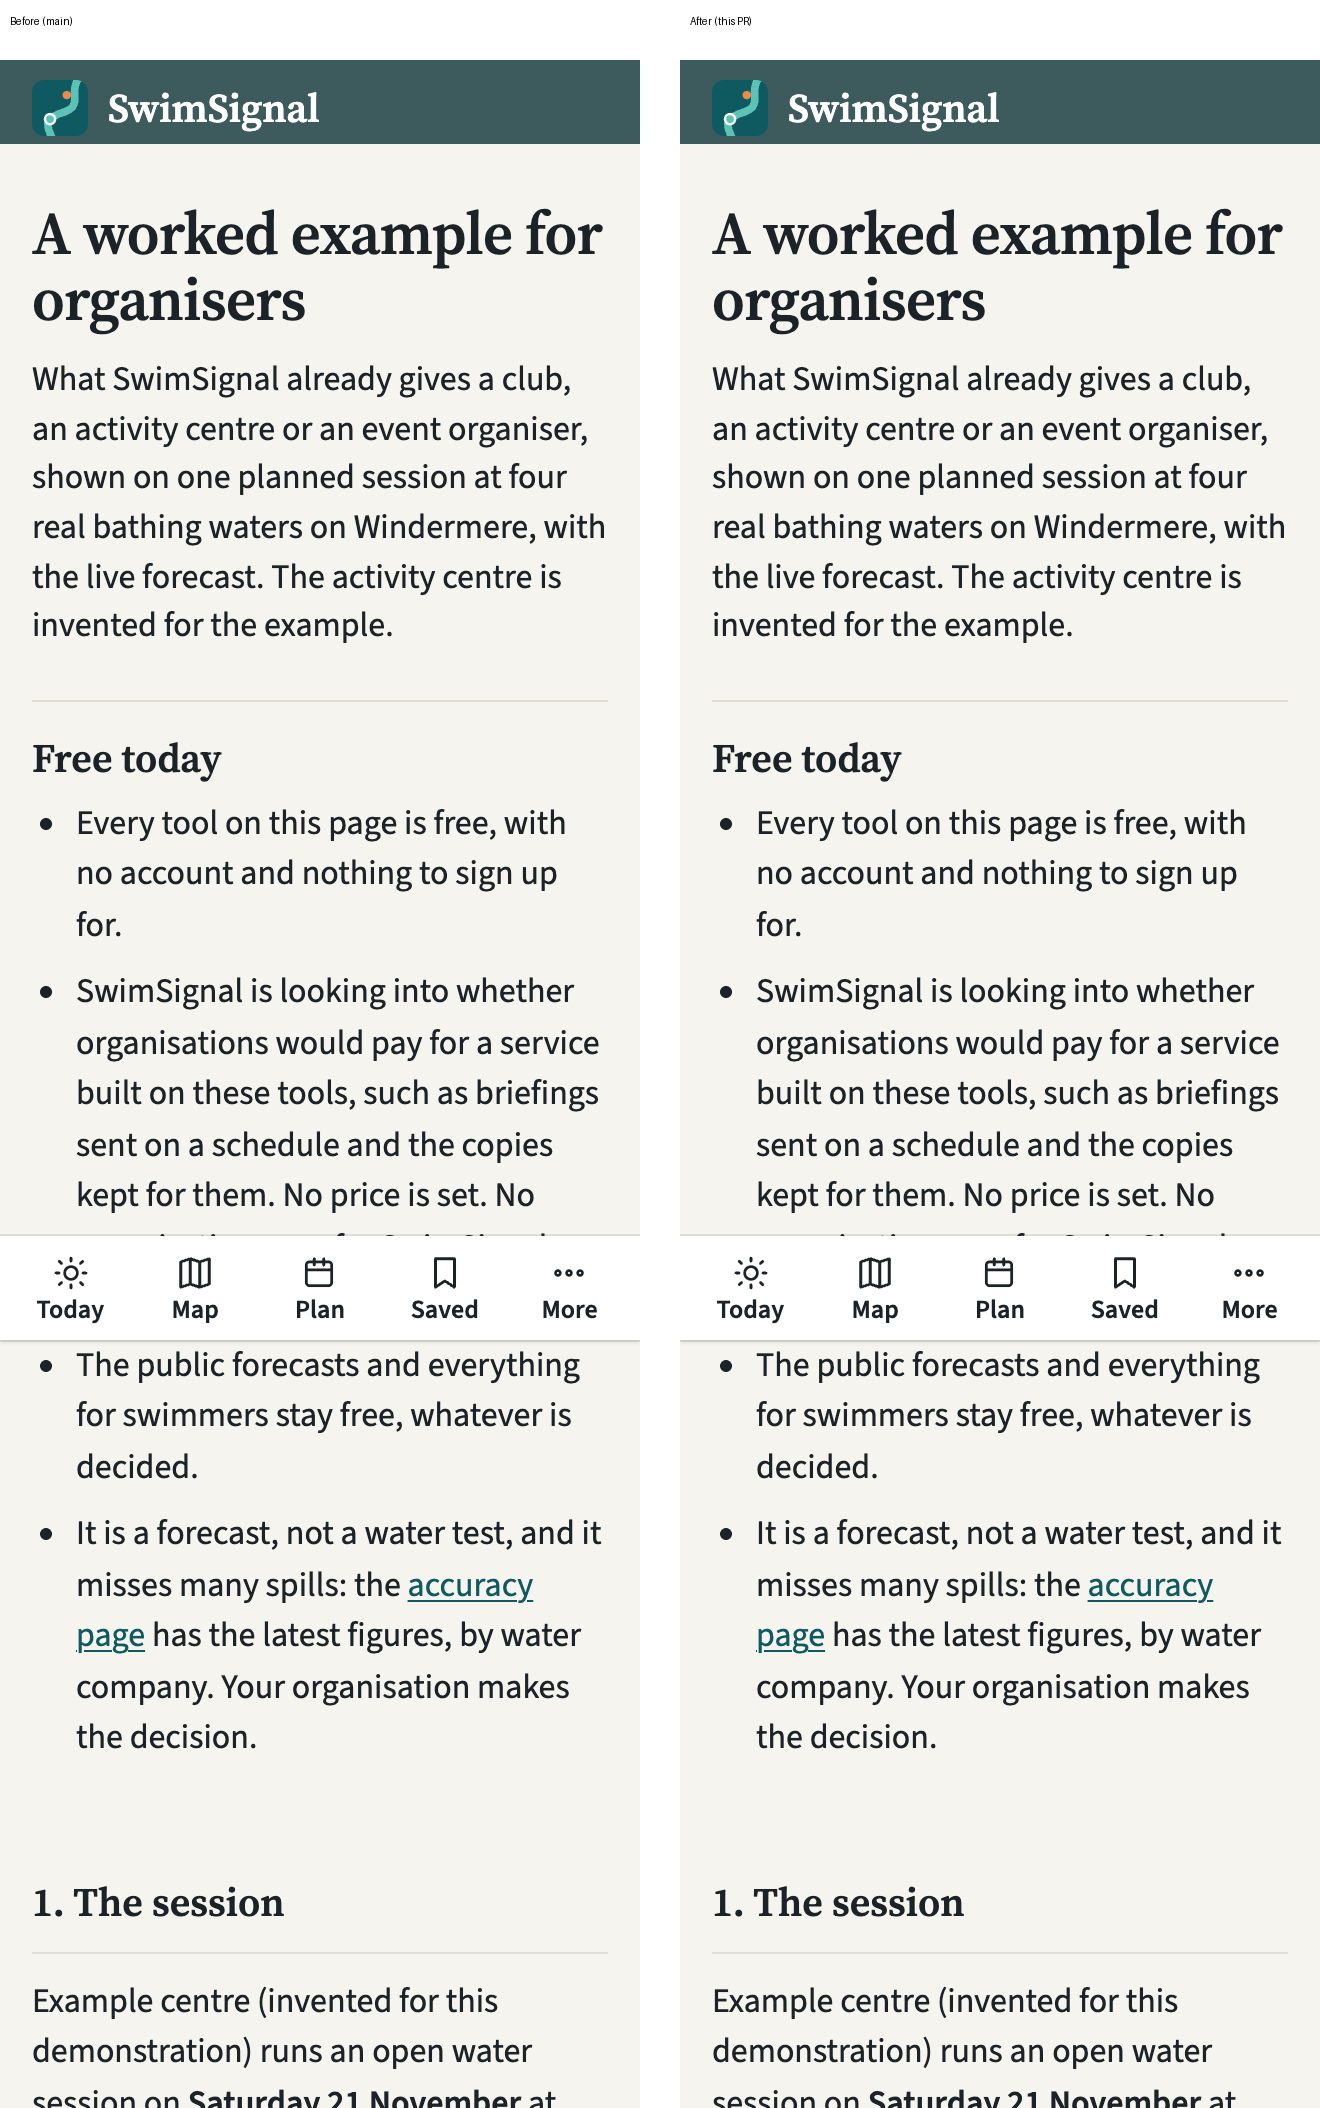 Before (main)
SwimSignal
A worked example for
organisers
What SwimSignal already gives a club,
an activity centre or an event organiser,
shown on one planned session at four
real bathing waters on Windermere, with
the live forecast. The activity centre is
invented for the example.
Free today
• Every tool on this page is free, with
no account and nothing to sign up
for.
• SwimSignal is looking into whether
organisations would pay for a service
built on these tools, such as briefings
sent on a schedule and the copies
kept for them. No price is set. No
Today Map Plan Saved More
• The public forecasts and everything
for swimmers stay free, whatever is
decided.
• It is a forecast, not a water test, and it
misses many spills: the accuracy
page has the latest figures, by water
company. Your organisation makes
the decision.
1. The session
Example centre (invented for this
demonstration) runs an open water
session on Saturday 21 November at
After (this PR)
SwimSignal
A worked example for
organisers
What SwimSignal already gives a club,
an activity centre or an event organiser,
shown on one planned session at four
real bathing waters on Windermere, with
the live forecast. The activity centre is
invented for the example.
Free today
• Every tool on this page is free, with
no account and nothing to sign up
for.
• SwimSignal is looking into whether
organisations would pay for a service
built on these tools, such as briefings
sent on a schedule and the copies
kept for them. No price is set. No
Today Map Plan Saved More
• The public forecasts and everything
for swimmers stay free, whatever is
decided.
• It is a forecast, not a water test, and it
misses many spills: the accuracy
page has the latest figures, by water
company. Your organisation makes
the decision.
1. The session
Example centre (invented for this
demonstration) runs an open water
session on Saturday 21 November at